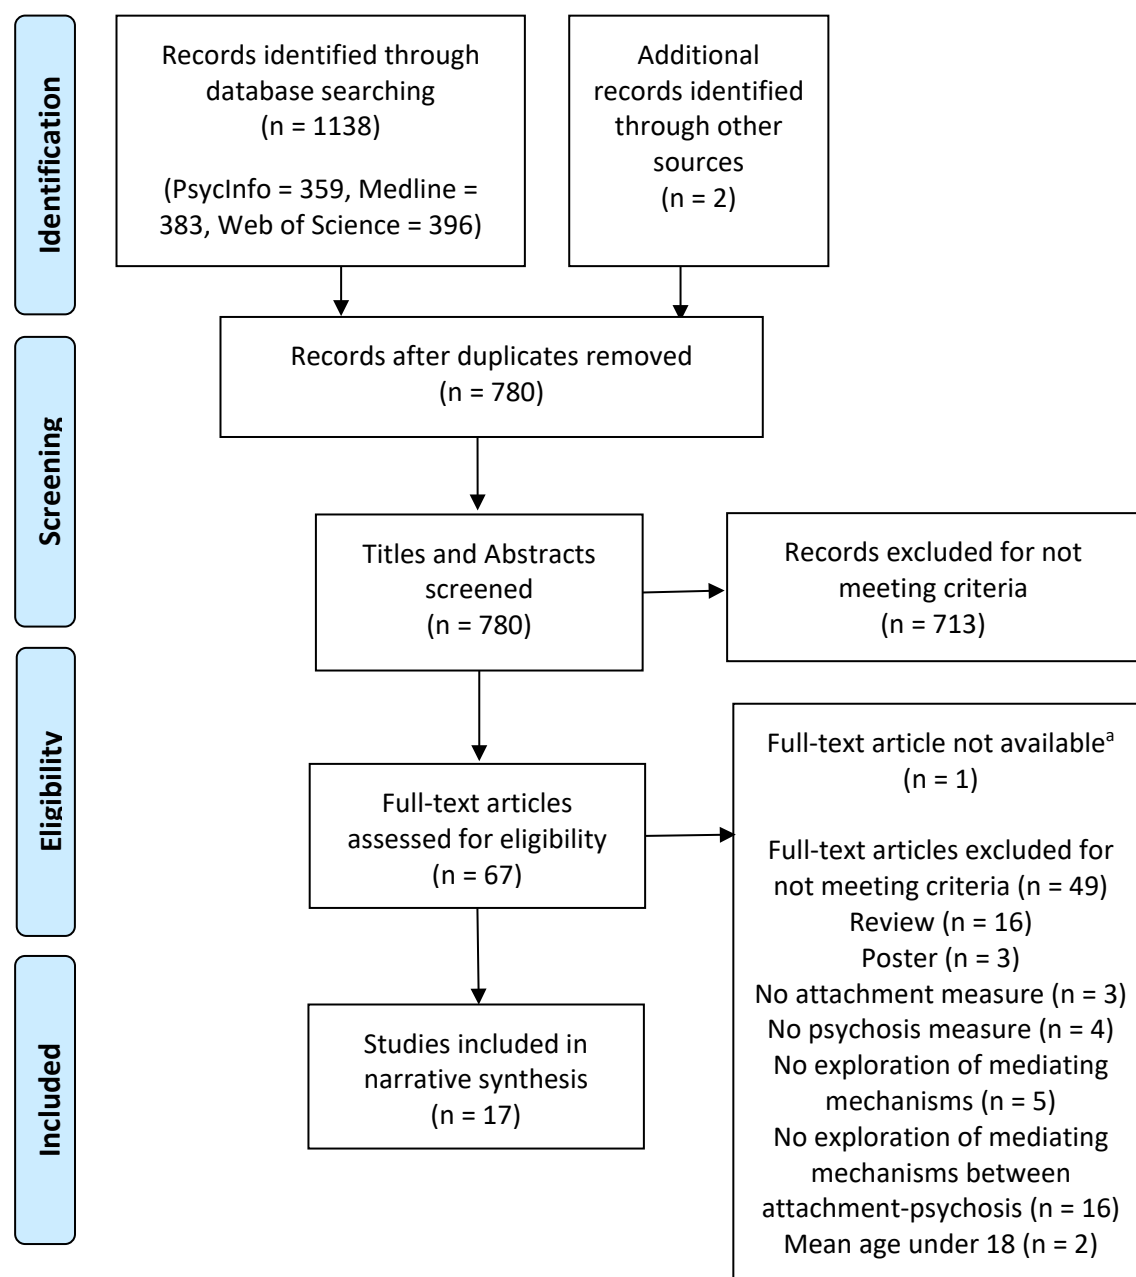 Identification
Records identified through
database searching
(n = 1138)
(PsycInfo = 359, Medline =
383, Web of Science = 396)
Additional
records identified
through other
sources
(n = 2)
Screening
Records after duplicates removed
(n = 780)
Titles and Abstracts
screened
(n = 780)
Records excluded for not
meeting criteria
(n = 713)
Eligibility
Full-text articles
assessed for eligibility
(n = 67)
Full-text article not availableᵃ
(n = 1)
Full-text articles excluded for
not meeting criteria (n = 49)
Review (n = 16)
Poster (n = 3)
No attachment measure (n = 3)
No psychosis measure (n = 4)
No exploration of mediating
mechanisms (n = 5)
No exploration of mediating
mechanisms between
attachment-psychosis (n = 16)
Mean age under 18 (n = 2)
Included
Studies included in
narrative synthesis
(n = 17)